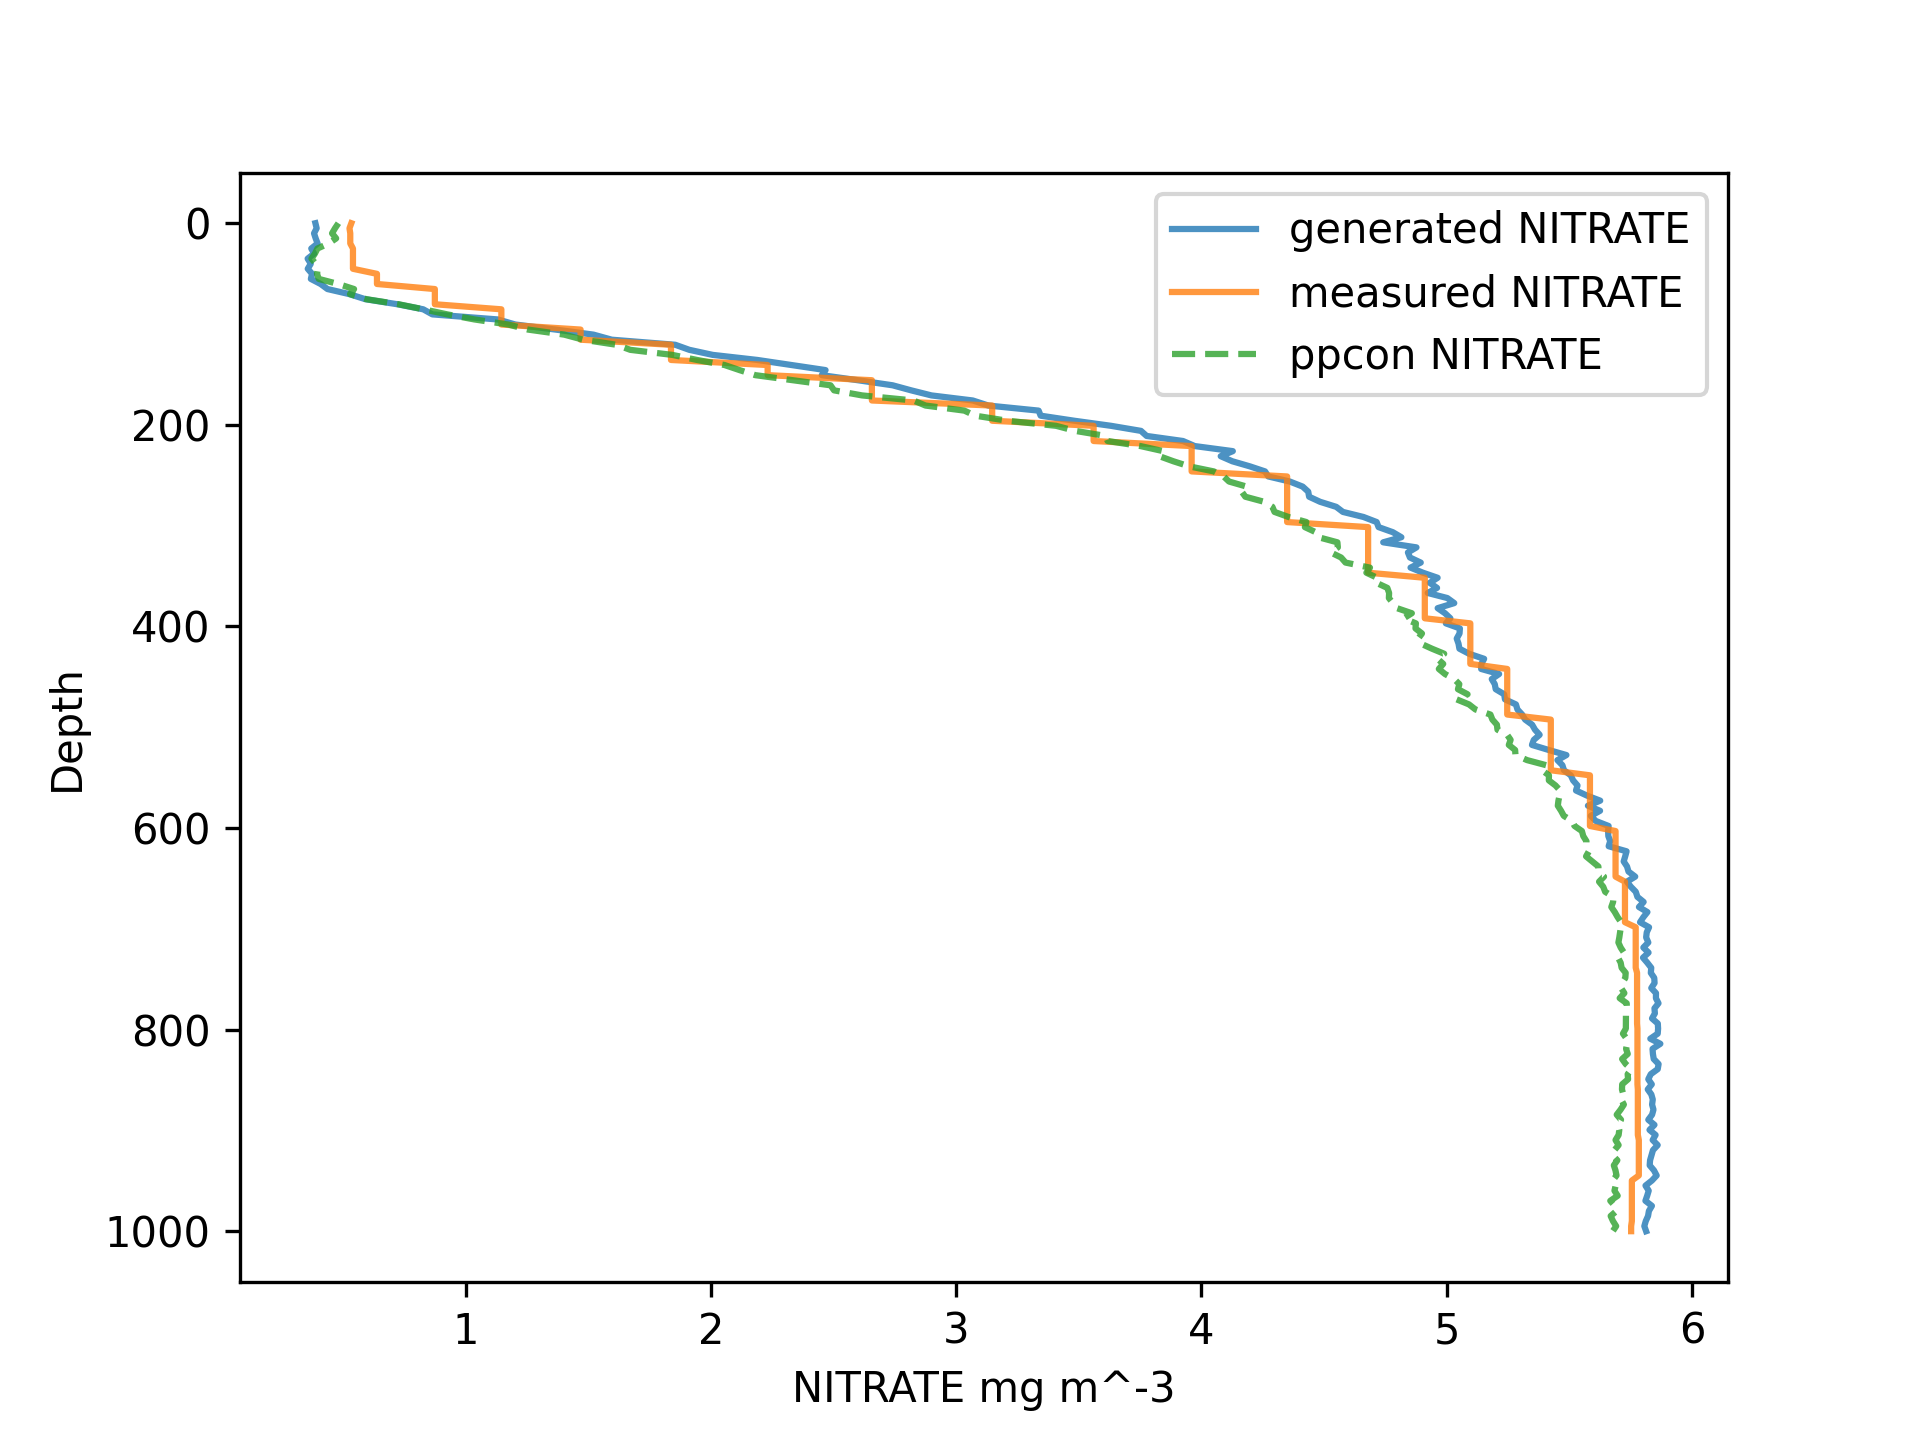 generated NITRATE
measured NITRATE
ppcon NITRATE
0
200
400
600
800
1000
Depth
1 2 3 4 5 6
NITRATE mg m^-3